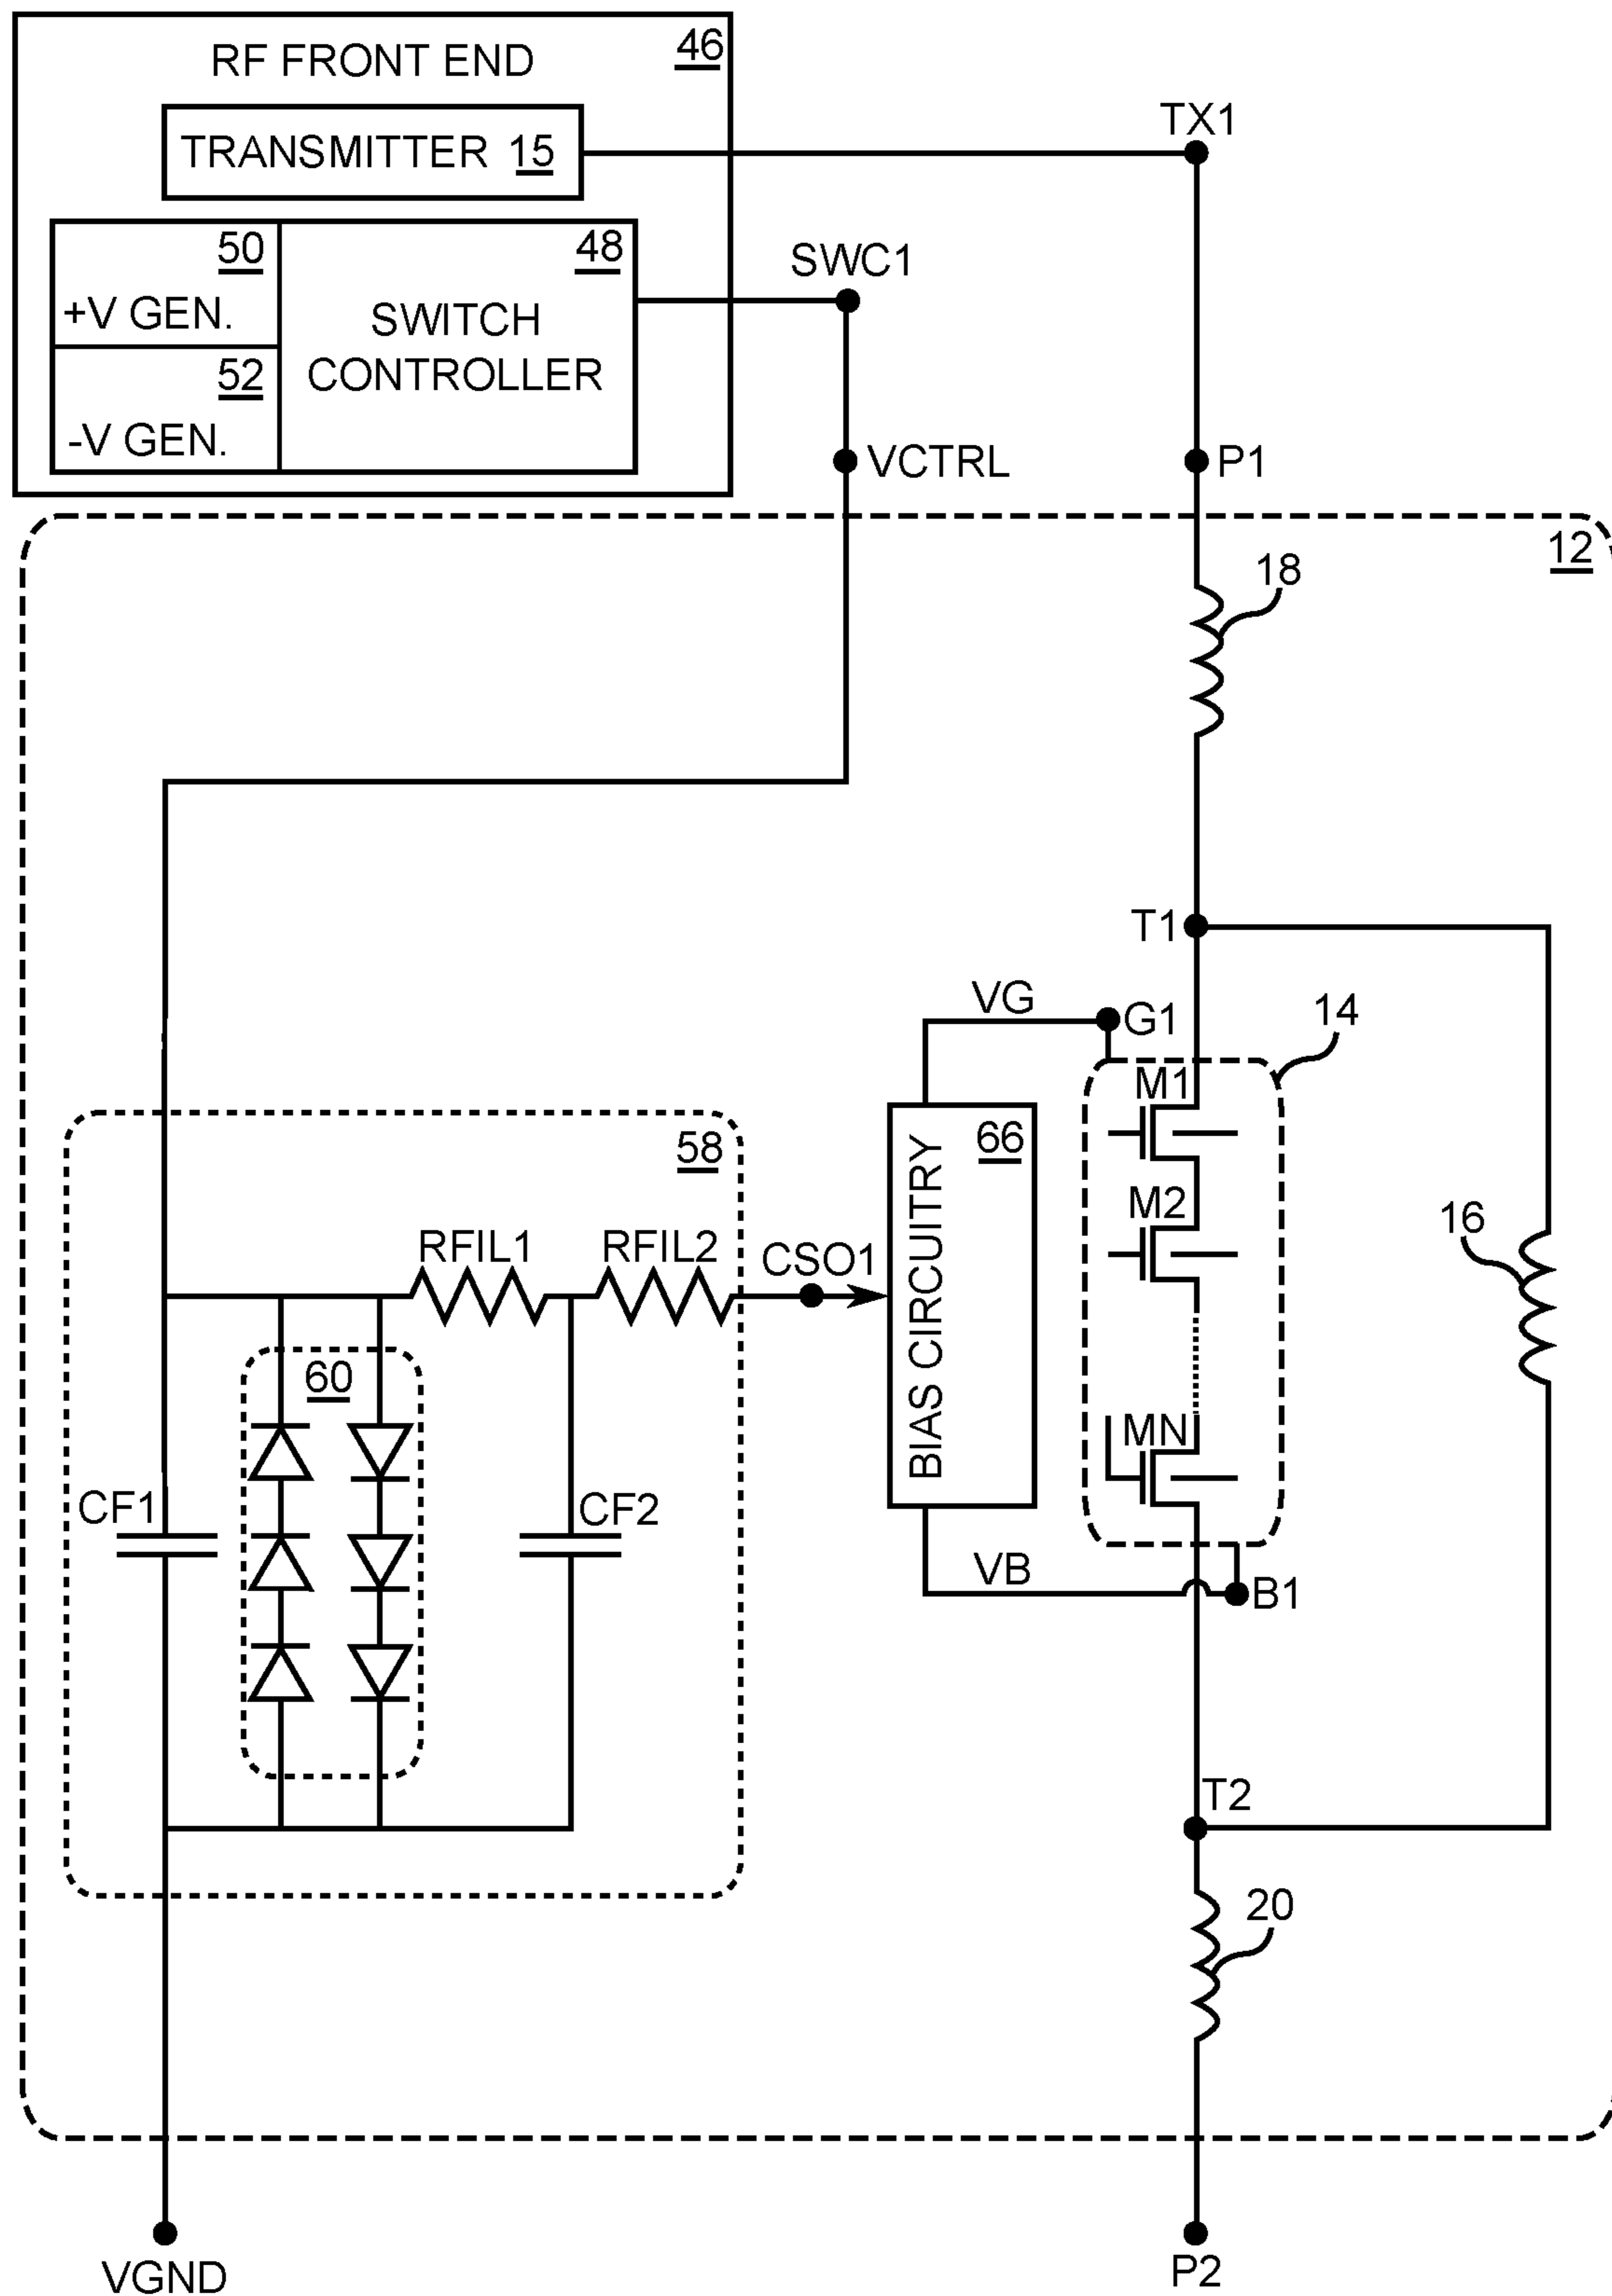 RF FRONT END
46
TRANSMITTER 15
TX1
50
+V GEN.
48
SWITCH
CONTROLLER
SWC1
52
-V GEN.
VCTRL
P1
12
18
T1
VG
G1
14
M1
58
BIAS CIRCUITRY
66
M2
RFIL1
RFIL2
CSO1
16
60
MN
CF1
CF2
VB
B1
T2
20
VGND
P2